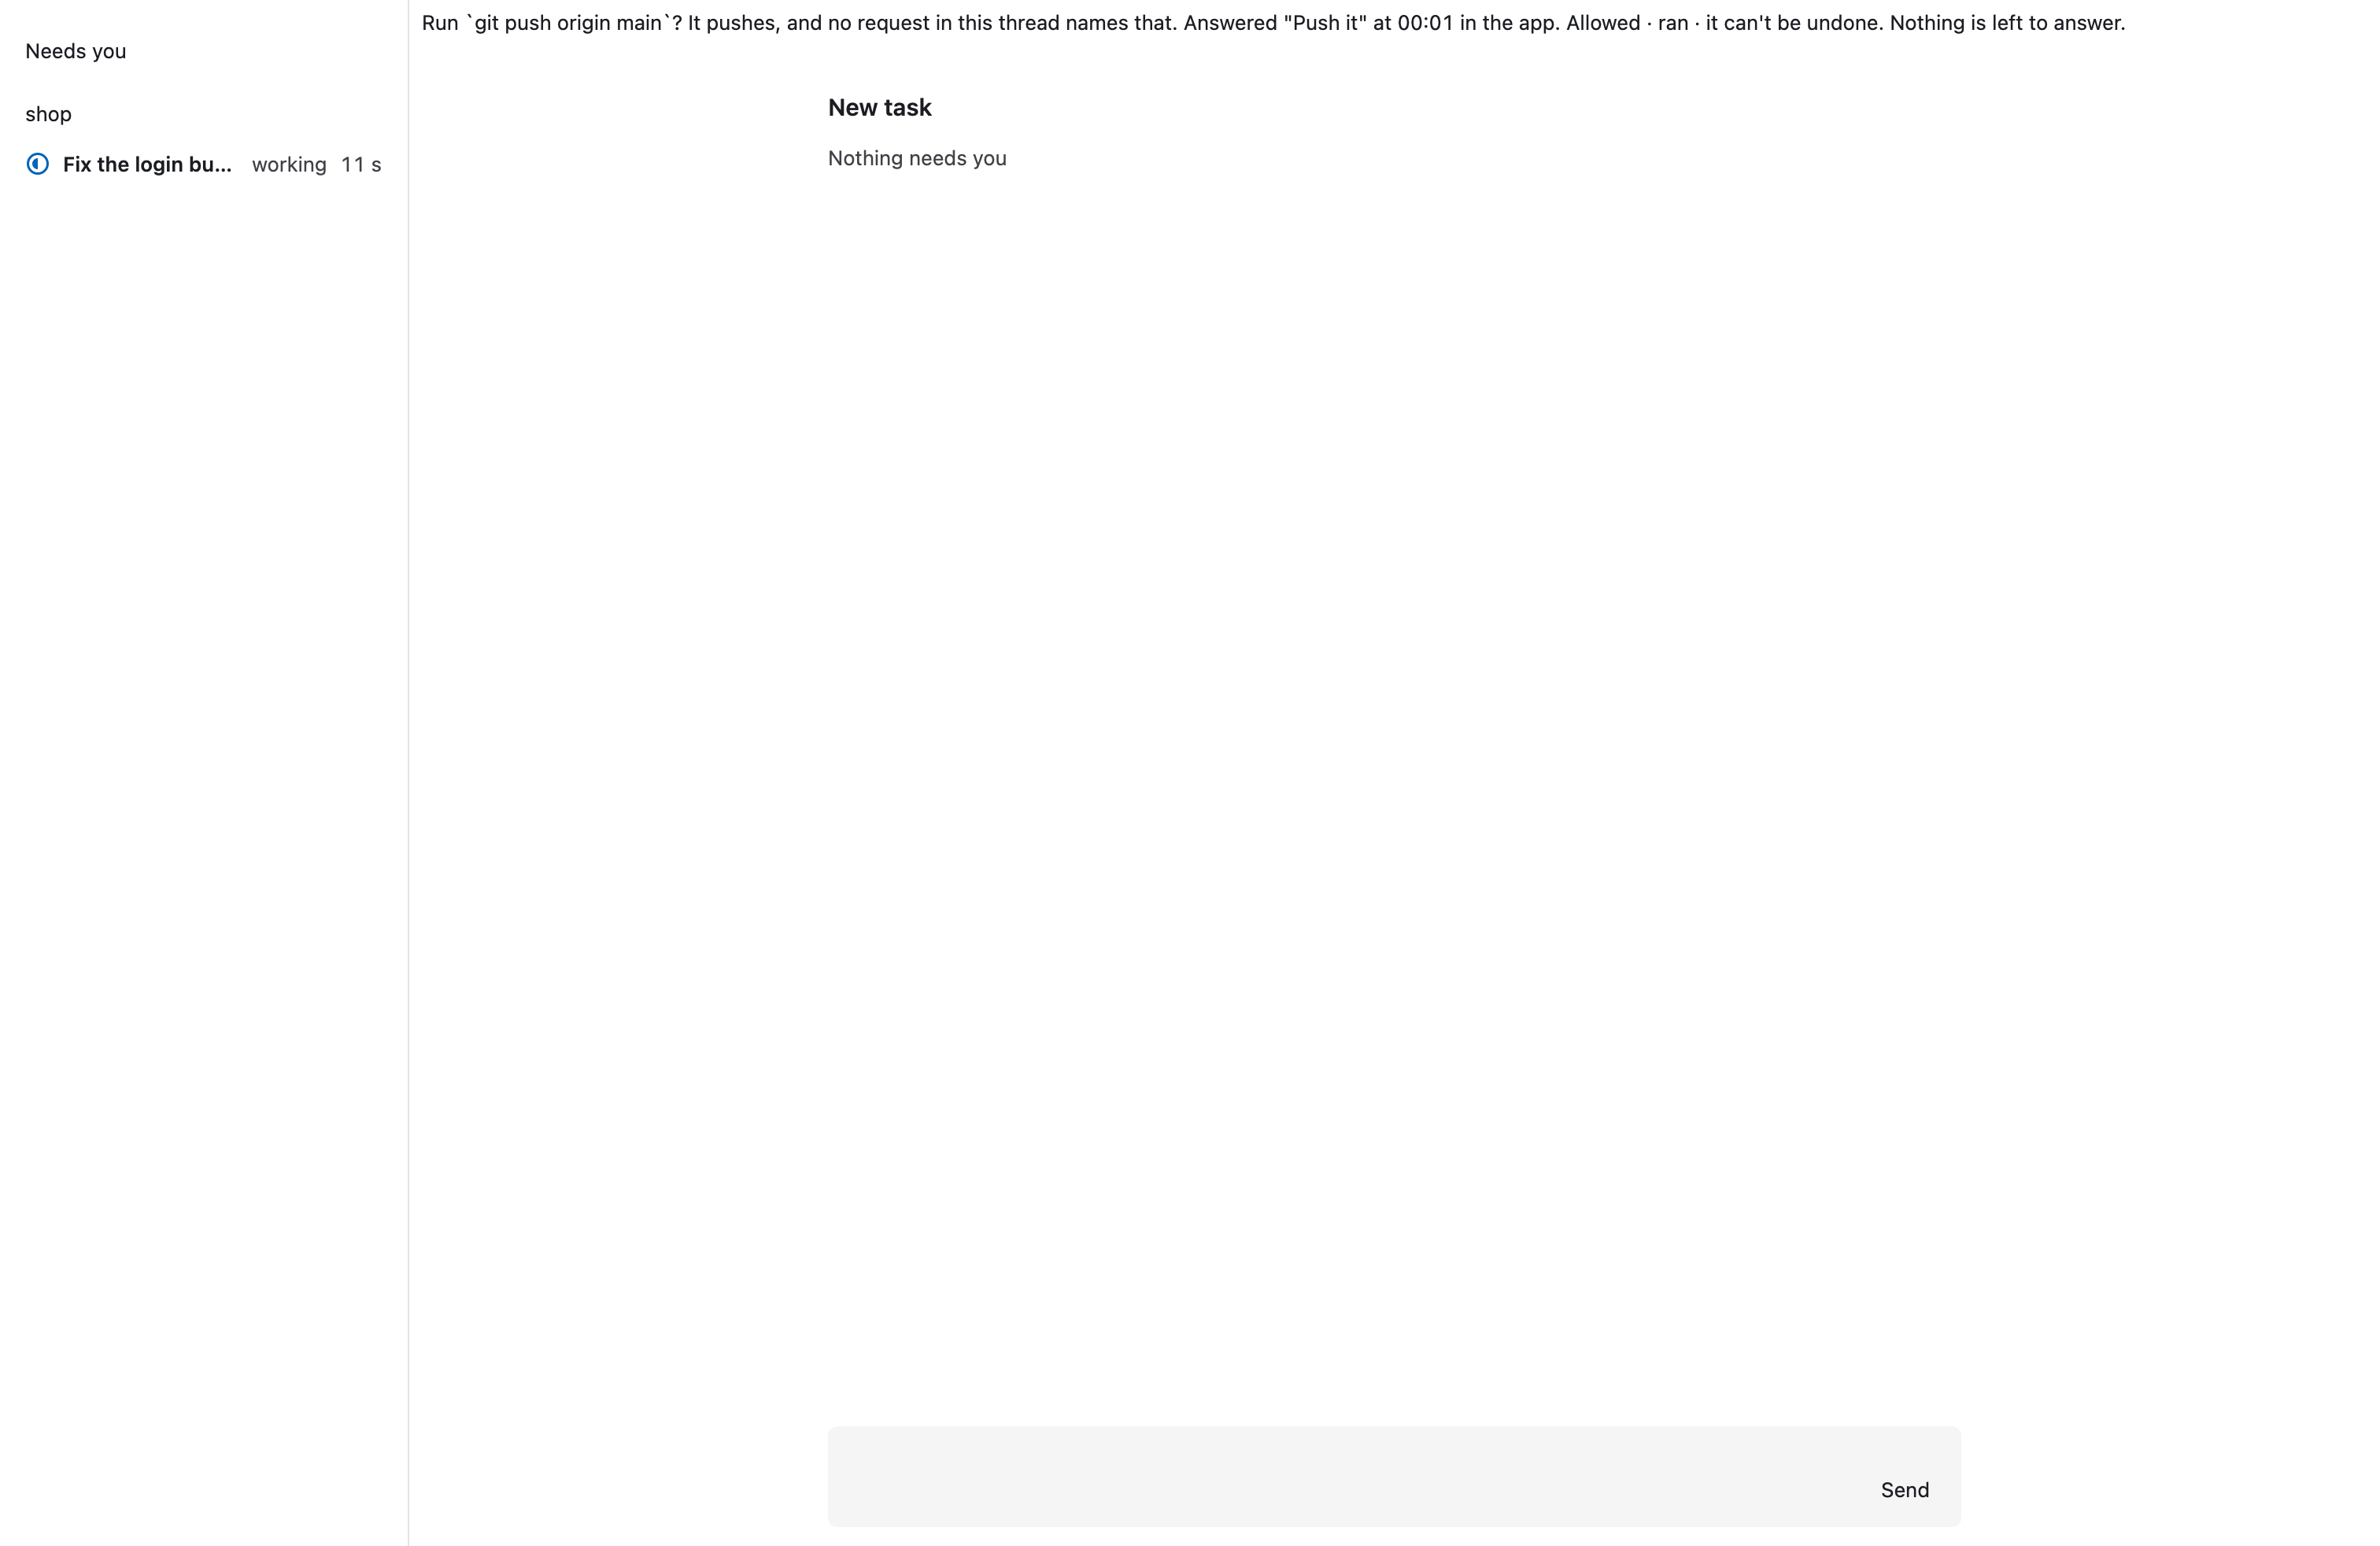 Needs you
shop
Fix the login bu... working 11 s
Run `git push origin main`? It pushes, and no request in this thread names that. Answered "Push it" at 00:01 in the app. Allowed · ran · it can't be undone. Nothing is left to answer.
New task
Nothing needs you
Send